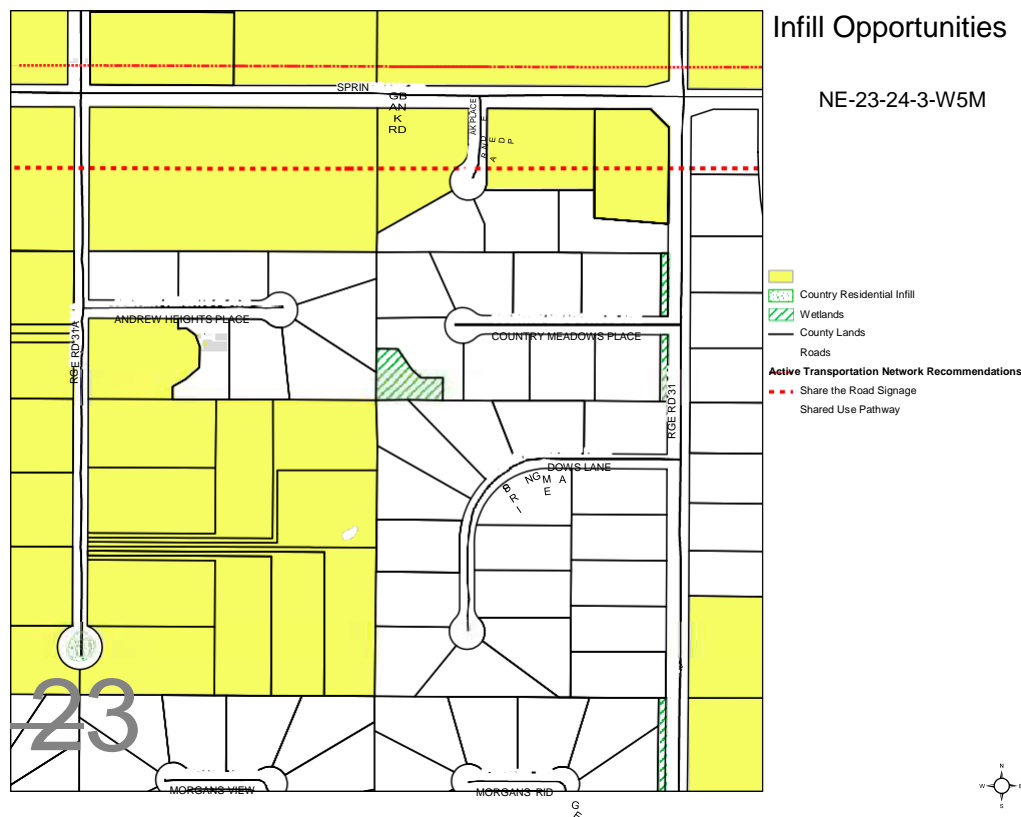 Infill Opportunities
NE-23-24-3-W5M
SPRIN
GB
AN
K
RD
AK PLACE
ANDREW HEIGHTS PLACE
COUNTRY MEADOWS PLACE
RGE RD 31A
RGE RD 31
DOWS LANE
S
P
R
I
NG
M
E
A
23
MORGANS VIEW
MORGANS RID
G
E
Country Residential Infill
Wetlands
County Lands
Roads
Active Transportation Network Recommendations
Share the Road Signage
Shared Use Pathway
N
W
E
S